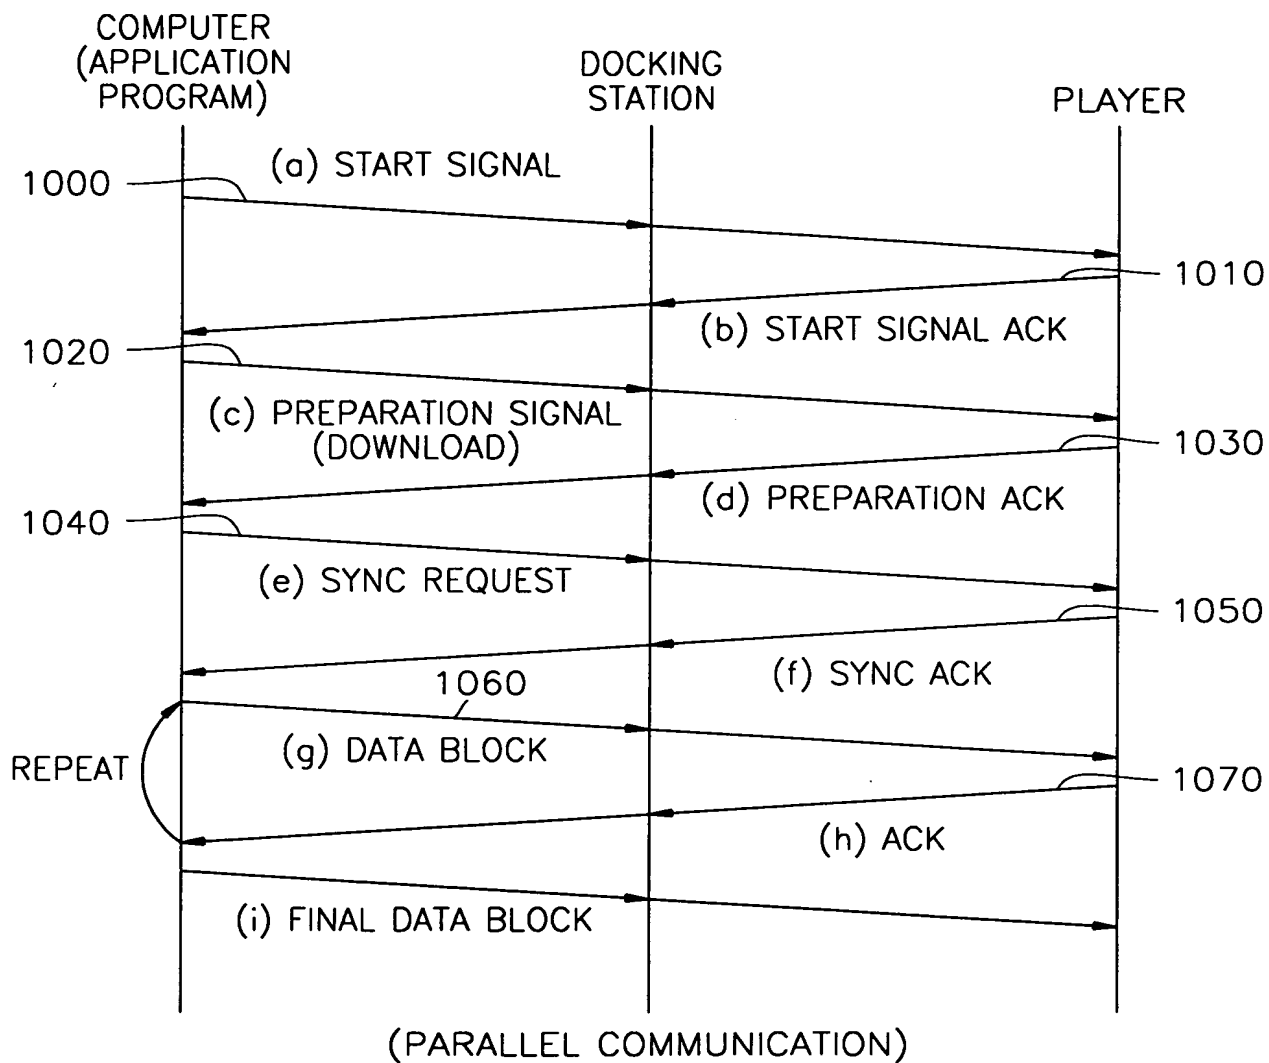 COMPUTER
(APPLICATION
PROGRAM)
DOCKING
STATION
PLAYER
(a) START SIGNAL
1000
1010
(b) START SIGNAL ACK
1020
(c) PREPARATION SIGNAL
(DOWNLOAD)
1030
(d) PREPARATION ACK
1040
(e) SYNC REQUEST
1050
(f) SYNC ACK
1060
(g) DATA BLOCK
REPEAT
1070
(h) ACK
(i) FINAL DATA BLOCK
(PARALLEL COMMUNICATION)